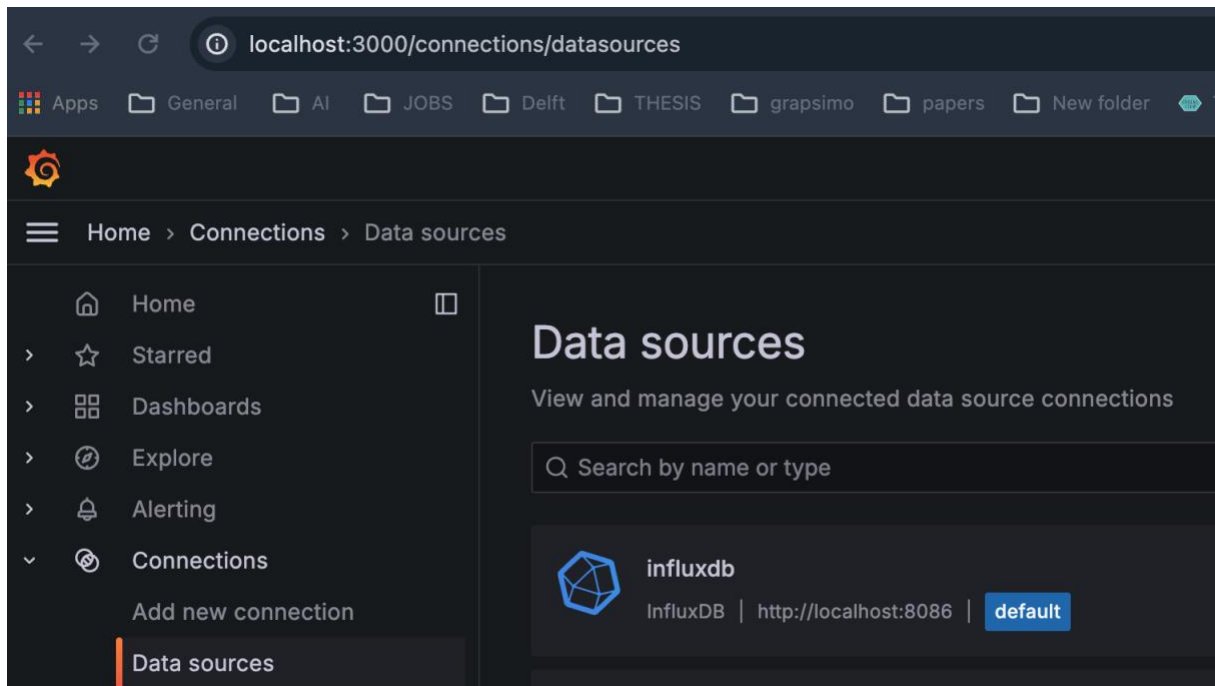 localhost:3000/connections/datasources
Apps General AI JOBS Delft THESIS grapsimo papers New folder
Home › Connections › Data sources
Home
Starred
Dashboards
Explore
Alerting
Connections
Add new connection
Data sources
Data sources
View and manage your connected data source connections
Search by name or type
influxdb
InfluxDB | http://localhost:8086 | default